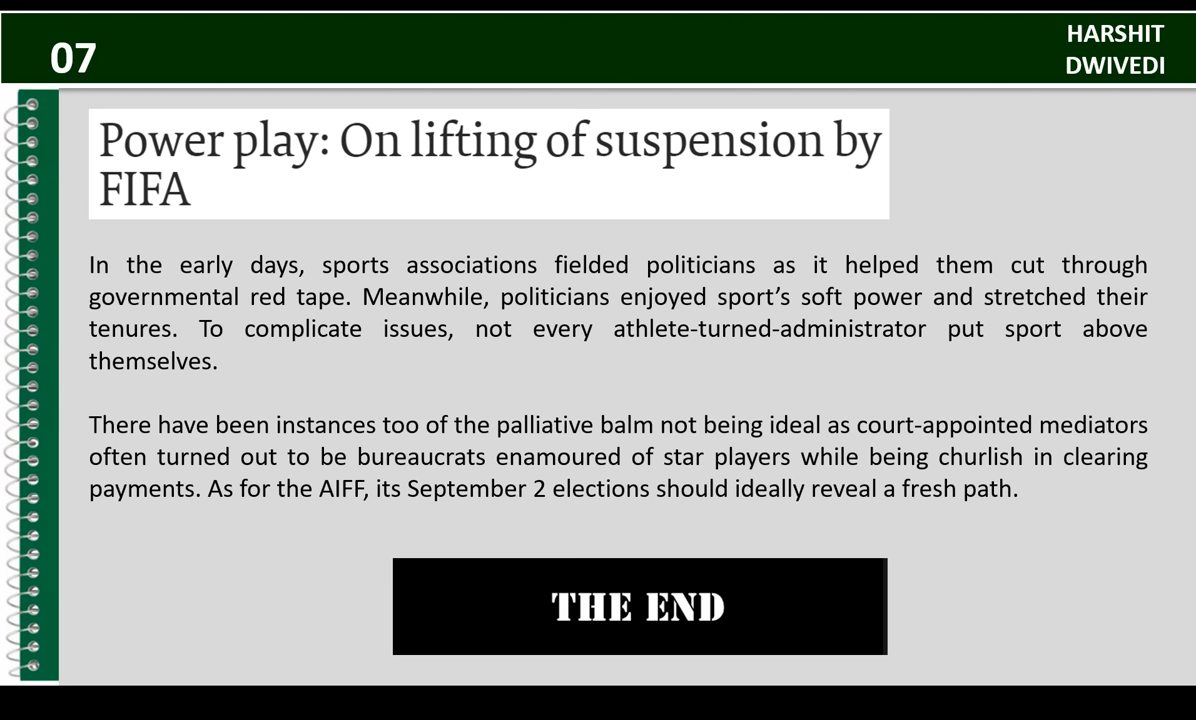 07
HARSHIT
DWIVEDI
Power play: On lifting of suspension by
FIFA
In the early days, sports associations fielded politicians as it helped them cut through
governmental red tape. Meanwhile, politicians enjoyed sport’s soft power and stretched their
tenures. To complicate issues, not every athlete-turned-administrator put sport above
themselves.
There have been instances too of the palliative balm not being ideal as court-appointed mediators
often turned out to be bureaucrats enamoured of star players while being churlish in clearing
payments. As for the AIFF, its September 2 elections should ideally reveal a fresh path.
THE END